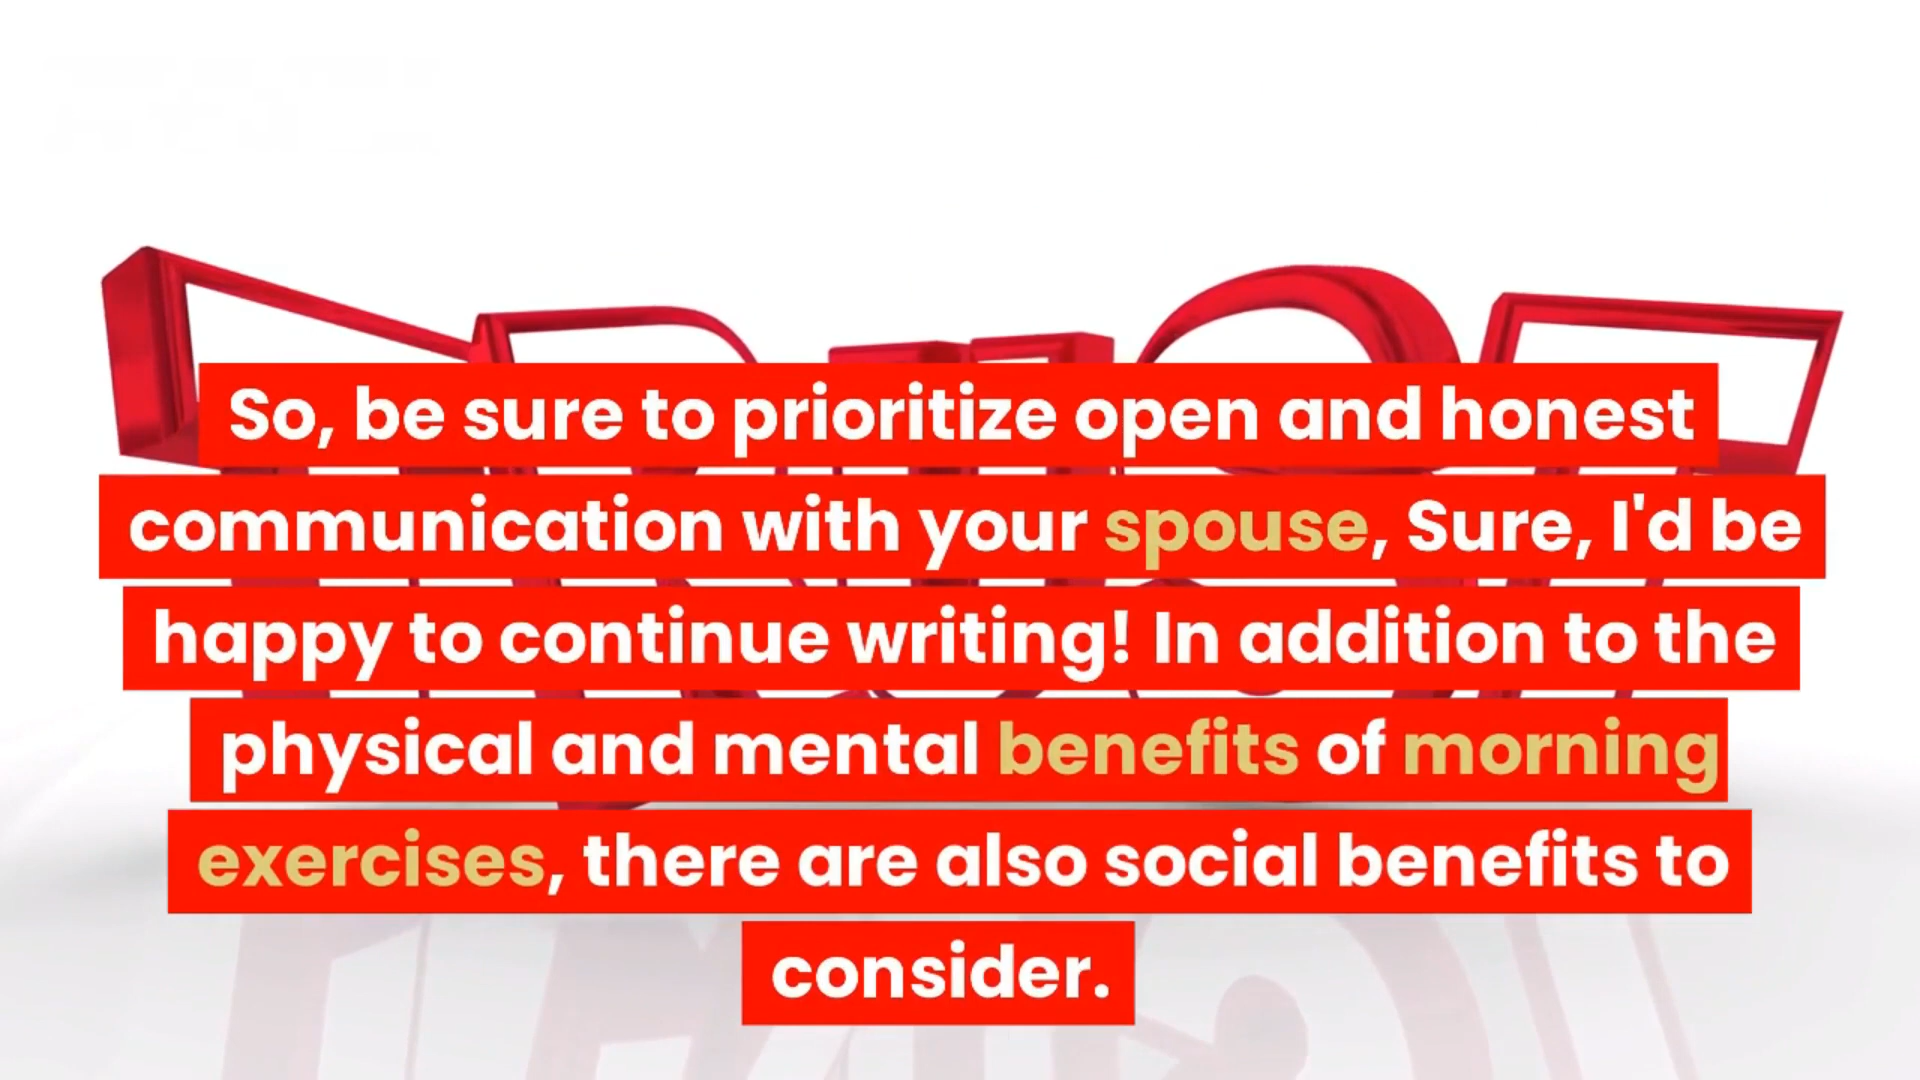 So, be sure to prioritize open and honest
communication with your spouse, Sure, I'd be
happy to continue writing! In addition to the
physical and mental benefits of morning
exercises, there are also social benefits to
consider.